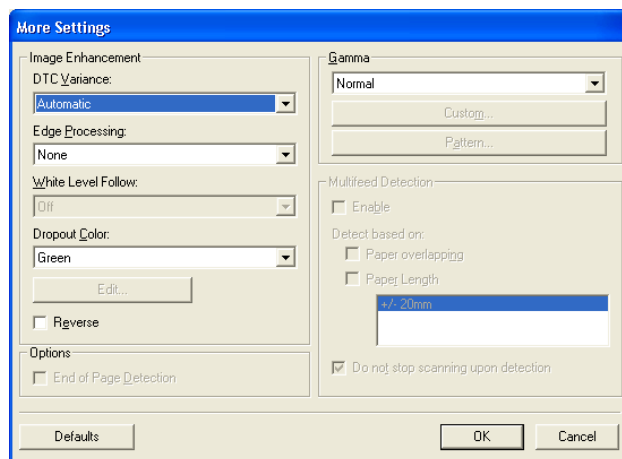 More Settings
Image Enhancement
DTC Variance:
Automatic
Edge Processing:
None
White Level Follow:
Off
Dropout Color:
Green
Edit...
Reverse
Options
End of Page Detection
Gamma
Normal
Custom...
Pattern...
Multifeed Detection
Enable
Detect based on:
Paper overlapping
Paper Length
+/- 20mm
Do not stop scanning upon detection
Defaults
OK
Cancel